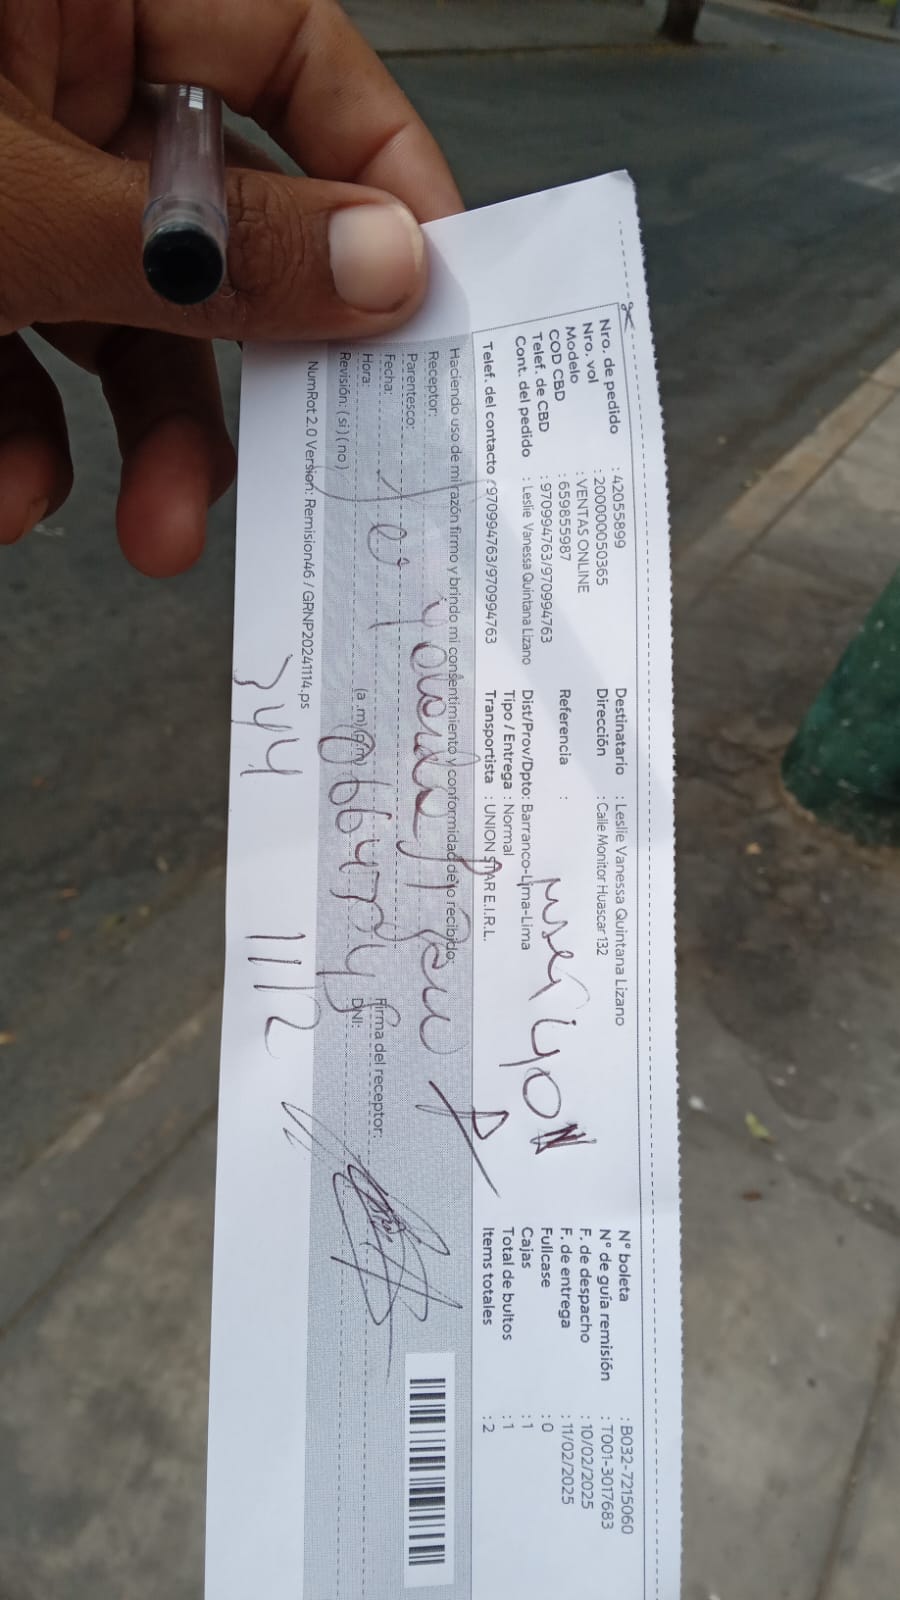 Nro. de pedido : 42055899
Nro. vol : 200000050365
Modelo : VENTAS ONLINE
COD CBD : 659855987
Telef. de CBD : 970994763/970994763
Cont. del pedido : Leslie Vanessa Quintana Lizano
Telef. del contacto : 970994763/970994763
Destinatario : Leslie Vanessa Quintana Lizano
Dirección : Calle Monitor Huascar 132
Referencia :
Dist/Prov/Dpto: Barranco-Lima-Lima
Tipo / Entrega : Normal
Transportista : UNION STAR E.I.R.L.
N° boleta : B032-7215060
N° de guía remisión : T001-3017683
F. de despacho : 10/02/2025
F. de entrega : 11/02/2025
Fullcase : 0
Cajas : 1
Total de bultos : 1
Items totales : 2
Haciendo uso de mi razón firmo y brindo mi consentimiento y conformidad de lo recibido:
Receptor:
Parentesco:
Fecha:
Firma del receptor:
Hora: (a.m) (p.m) DNI:
Revisión: ( si ) ( no )
NumRot 2.0 Version: Remision46 / GRNP20241114.ps
344 11/2